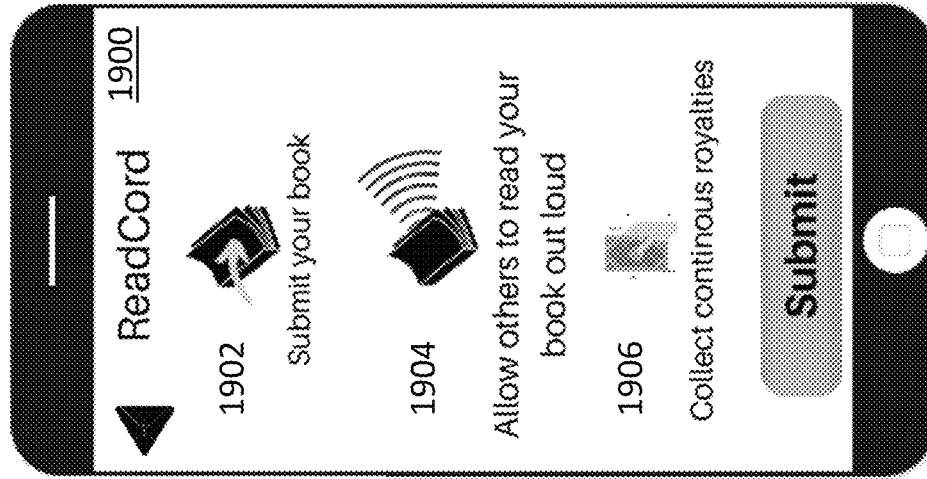 ReadCord
1900
1902
Submit your book
1904
Allow others to read your
book out loud
1906
Collect continous royalties
Submit